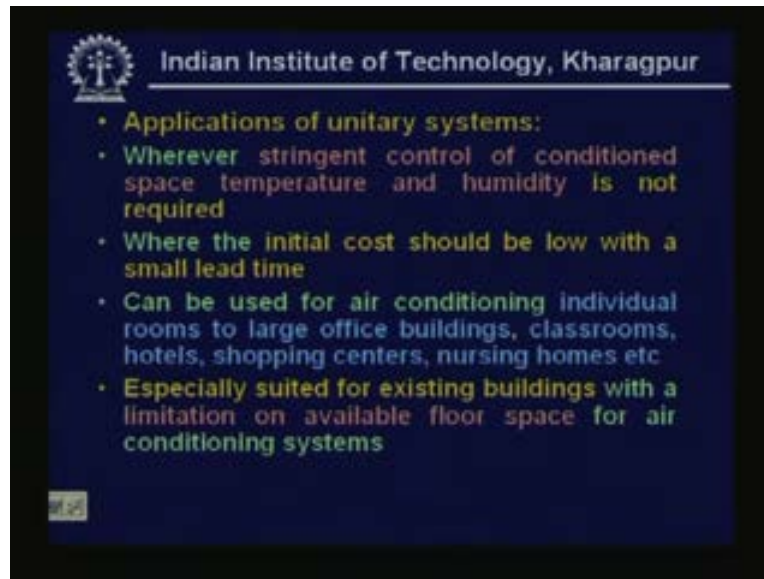 Indian Institute of Technology, Kharagpur
• Applications of unitary systems:
• Wherever stringent control of conditioned
space temperature and humidity is not
required
• Where the initial cost should be low with a
small lead time
• Can be used for air conditioning individual
rooms to large office buildings, classrooms,
hotels, shopping centers, nursing homes etc
• Especially suited for existing buildings with a
limitation on available floor space for air
conditioning systems